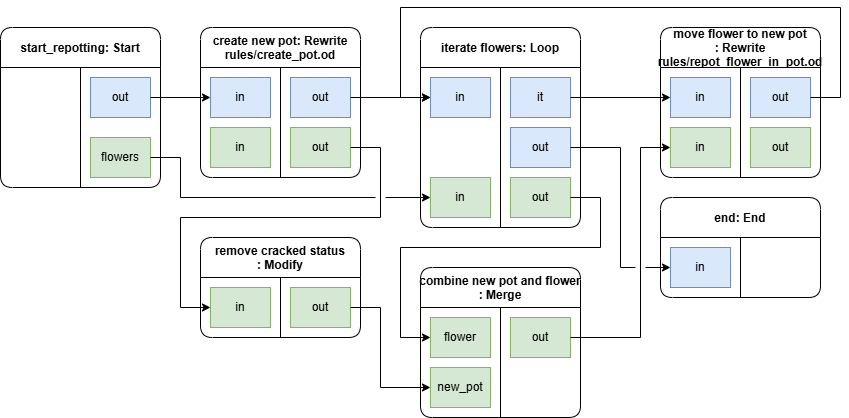 start_repotting: Start
out
flowers
create new pot: Rewrite
rules/create_pot.od
in
out
in
out
iterate flowers: Loop
in
it
out
in
out
move flower to new pot
: Rewrite
rules/repot_flower_in_pot.od
in
out
in
out
end: End
in
remove cracked status
: Modify
in
out
combine new pot and flower
: Merge
flower
out
new_pot